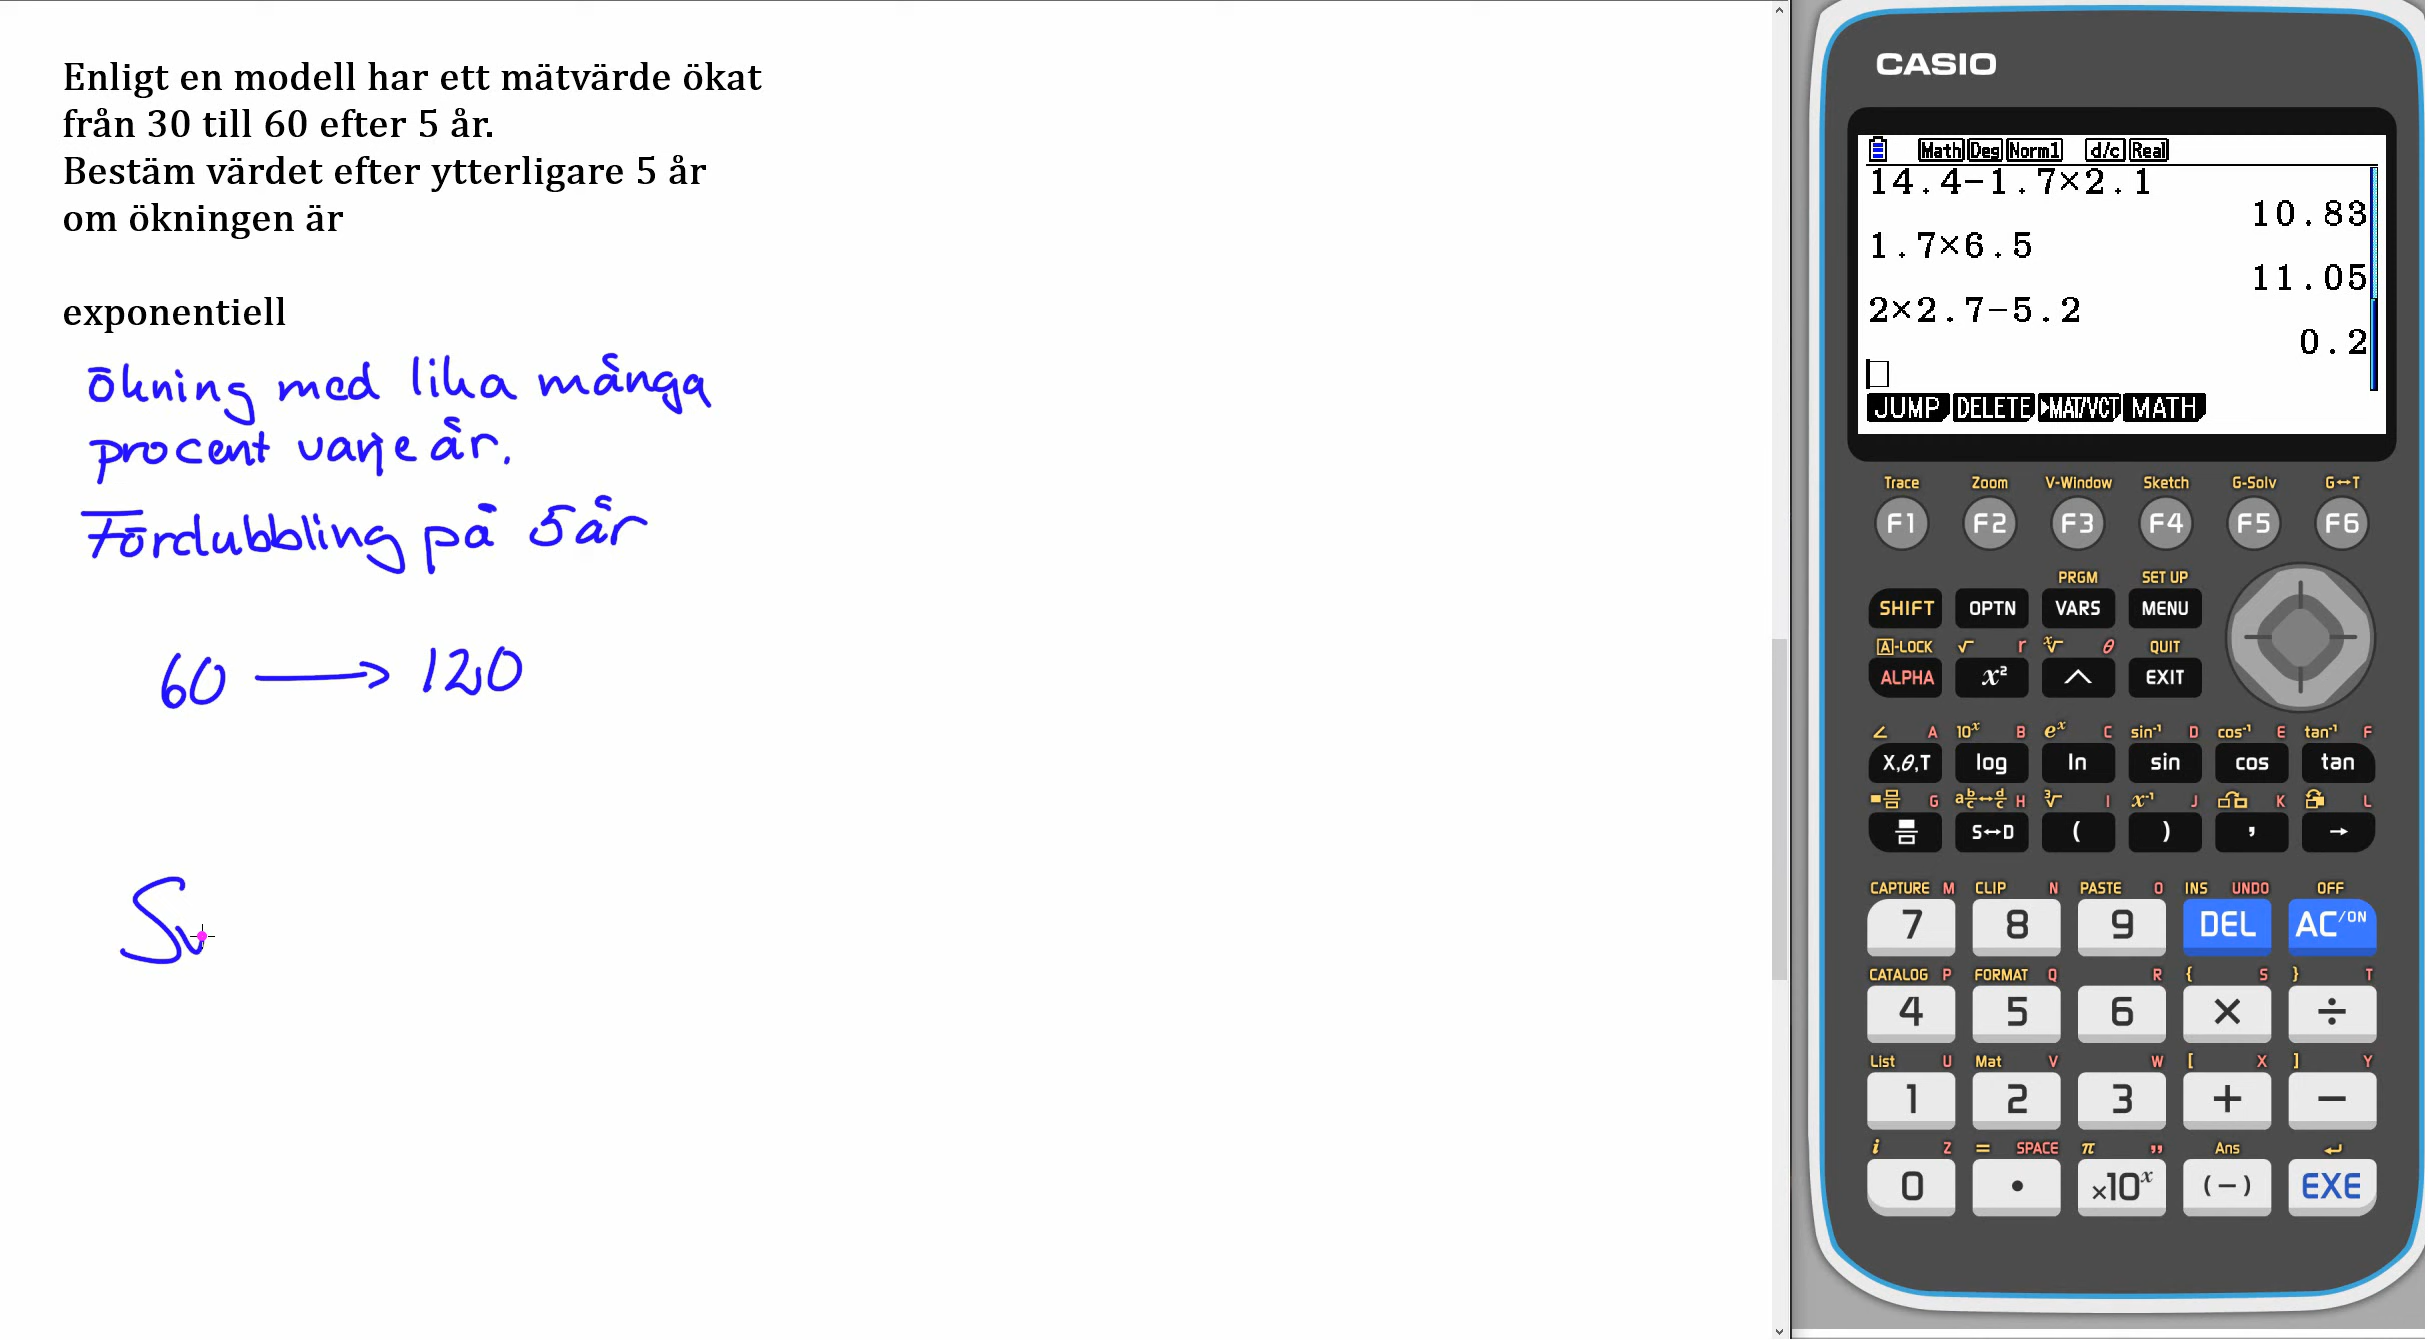 Enligt en modell har ett mätvärde ökat
från 30 till 60 efter 5 år.
Bestäm värdet efter ytterligare 5 år
om ökningen är
exponentiell
ökning med lika många
procent varje år.
Fördubbling på 5 år
60 → 120
Sv
CASIO
Math Deg Norm1 d/c Real
14.4-1.7×2.1
10.83
1.7×6.5
11.05
2×2.7-5.2
0.2
JUMP DELETE ▶MAT/VCT MATH
Trace Zoom V-Window Sketch G-Solv G↔T
F1 F2 F3 F4 F5 F6
PRGM SET UP
SHIFT OPTN VARS MENU
A-LOCK √ r ˣ√ θ QUIT
ALPHA x² ^ EXIT
∠ A 10ˣ B eˣ C sin⁻¹ D cos⁻¹ E tan⁻¹ F
X,θ,T log ln sin cos tan
G a b/c↔d/c H ³√ I x⁻¹ J K L
S↔D ( ) , →
CAPTURE M CLIP N PASTE O INS UNDO OFF
7 8 9 DEL AC/ON
CATALOG P FORMAT Q R { S } T
4 5 6 × ÷
List U Mat V W [ X ] Y
1 2 3 + −
i Z = SPACE π " Ans ↵
0 • ×10ˣ (−) EXE